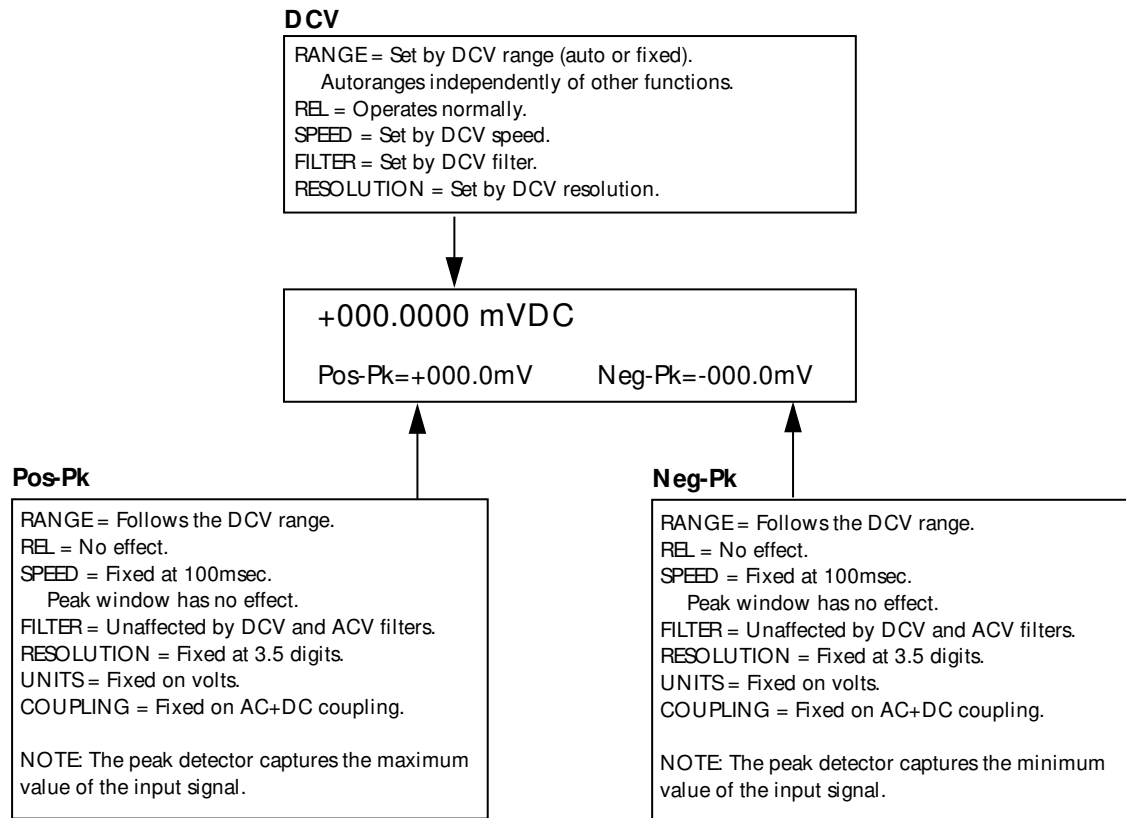 DCV
RANGE = Set by DCV range (auto or fixed).
Autoranges independently of other functions.
REL = Operates normally.
SPEED = Set by DCV speed.
FILTER = Set by DCV filter.
RESOLUTION = Set by DCV resolution.
+000.0000 mVDC
Pos-Pk=+000.0mV Neg-Pk=-000.0mV
Pos-Pk
RANGE = Follows the DCV range.
REL = No effect.
SPEED = Fixed at 100msec.
Peak window has no effect.
FILTER = Unaffected by DCV and ACV filters.
RESOLUTION = Fixed at 3.5 digits.
UNITS = Fixed on volts.
COUPLING = Fixed on AC+DC coupling.
NOTE: The peak detector captures the maximum
value of the input signal.
Neg-Pk
RANGE = Follows the DCV range.
REL = No effect.
SPEED = Fixed at 100msec.
Peak window has no effect.
FILTER = Unaffected by DCV and ACV filters.
RESOLUTION = Fixed at 3.5 digits.
UNITS = Fixed on volts.
COUPLING = Fixed on AC+DC coupling.
NOTE: The peak detector captures the minimum
value of the input signal.